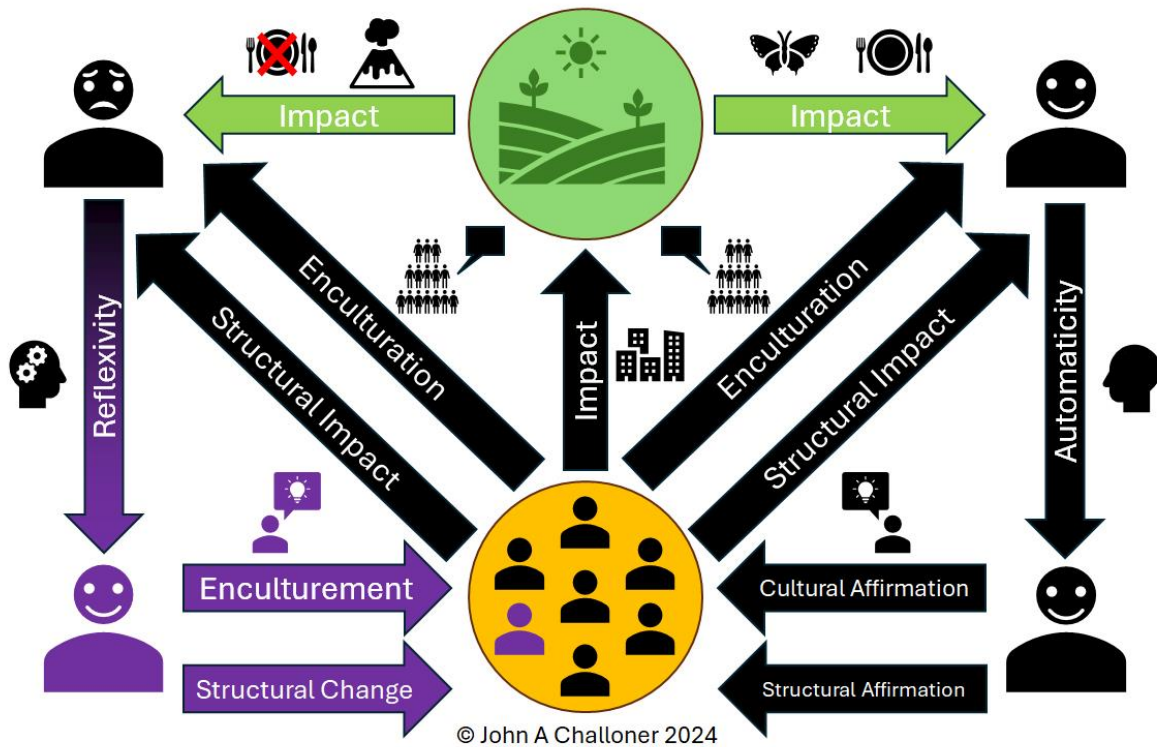 Impact
Impact
Enculturation
Structural Impact
Reflexivity
Impact
Enculturation
Structural Impact
Automaticity
Enculturement
Structural Change
Cultural Affirmation
Structural Affirmation
© John A Challoner 2024